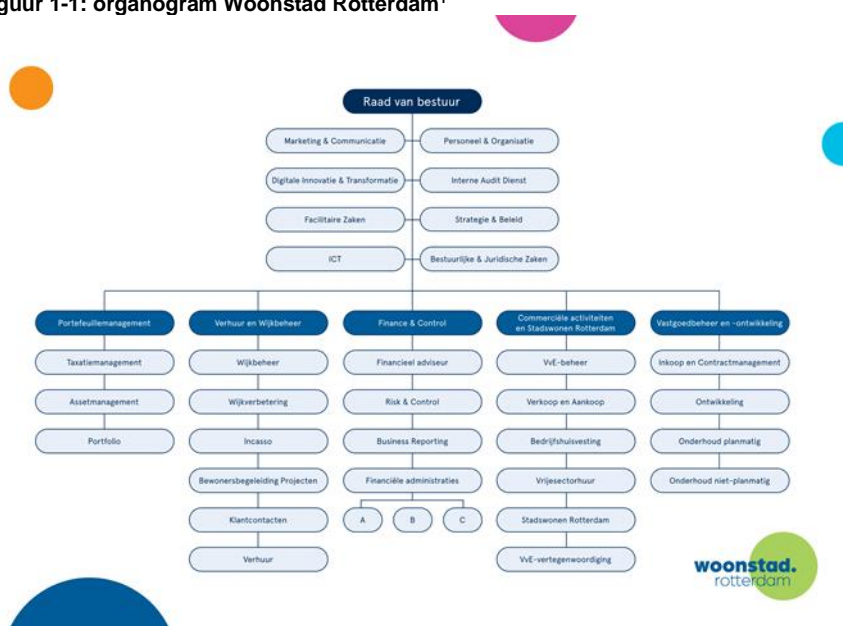 guur 1-1: organogram Woonstad Rotterdam¹
Raad van bestuur
Marketing & Communicatie
Personeel & Organisatie
Digitale Innovatie & Transformatie
Interne Audit Dienst
Facilitaire Zaken
Strategie & Beleid
ICT
Bestuurlijke & Juridische Zaken
Portefeuillemanagement
Taxatiemanagement
Assetmanagement
Portfolio
Verhuur en Wijkbeheer
Wijkbeheer
Wijkverbetering
Incasso
Bewonersbegeleiding Projecten
Klantcontacten
Verhuur
Finance & Control
Financieel adviseur
Risk & Control
Business Reporting
Financiële administraties
A
B
C
Commerciële activiteiten
en Stadswonen Rotterdam
VvE-beheer
Verkoop en Aankoop
Bedrijfshuisvesting
Vrijesectorhuur
Stadswonen Rotterdam
VvE-vertegenwoordiging
Vastgoedbeheer en -ontwikkeling
Inkoop en Contractmanagement
Ontwikkeling
Onderhoud planmatig
Onderhoud niet-planmatig
woonstad.
rotterdam